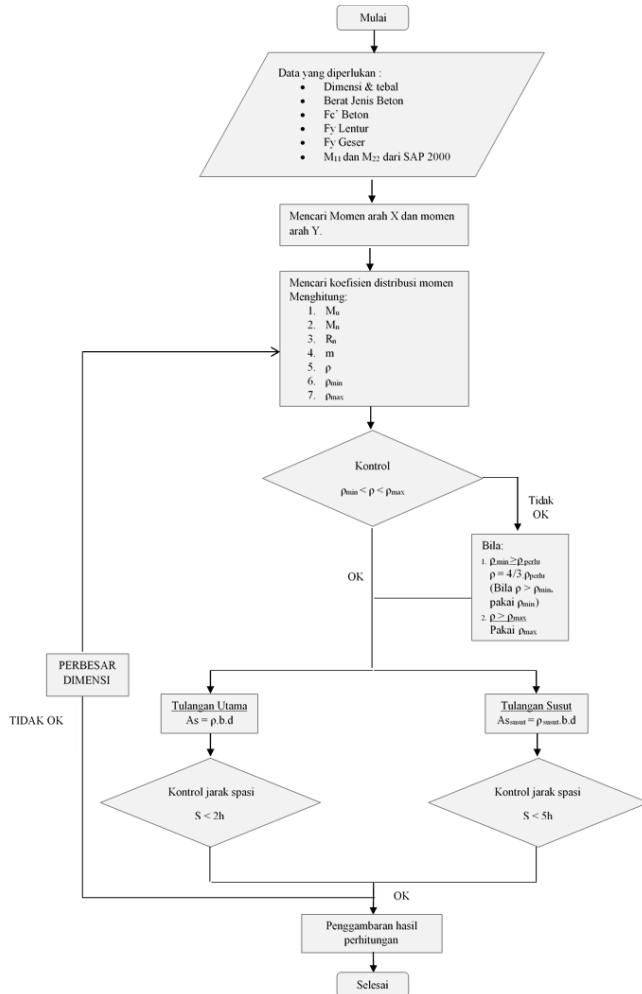 Mulai
Data yang diperlukan :
• Dimensi & tebal
• Berat Jenis Beton
• Fc' Beton
• Fy Lentur
• Fy Geser
• M₁₁ dan M₂₂ dari SAP 2000
Mencari Momen arah X dan momen
arah Y.
Mencari koefisien distribusi momen
Menghitung:
1. Mᵤ
2. Mₙ
3. Rₙ
4. m
5. ρ
6. ρmin
7. ρmax
Kontrol
ρmin < ρ < ρmax
Tidak
OK
Bila:
1. ρ min ≥ρ perlu
ρ = 4/3.ρperlu
(Bila ρ > ρmin,
pakai ρmin)
2. ρ > ρmax
Pakai ρmax
OK
PERBESAR
DIMENSI
TIDAK OK
Tulangan Utama
As = ρ.b.d
Tulangan Susut
Assusut = ρsusut.b.d
Kontrol jarak spasi
S < 2h
Kontrol jarak spasi
S < 5h
OK
Penggambaran hasil
perhitungan
Selesai